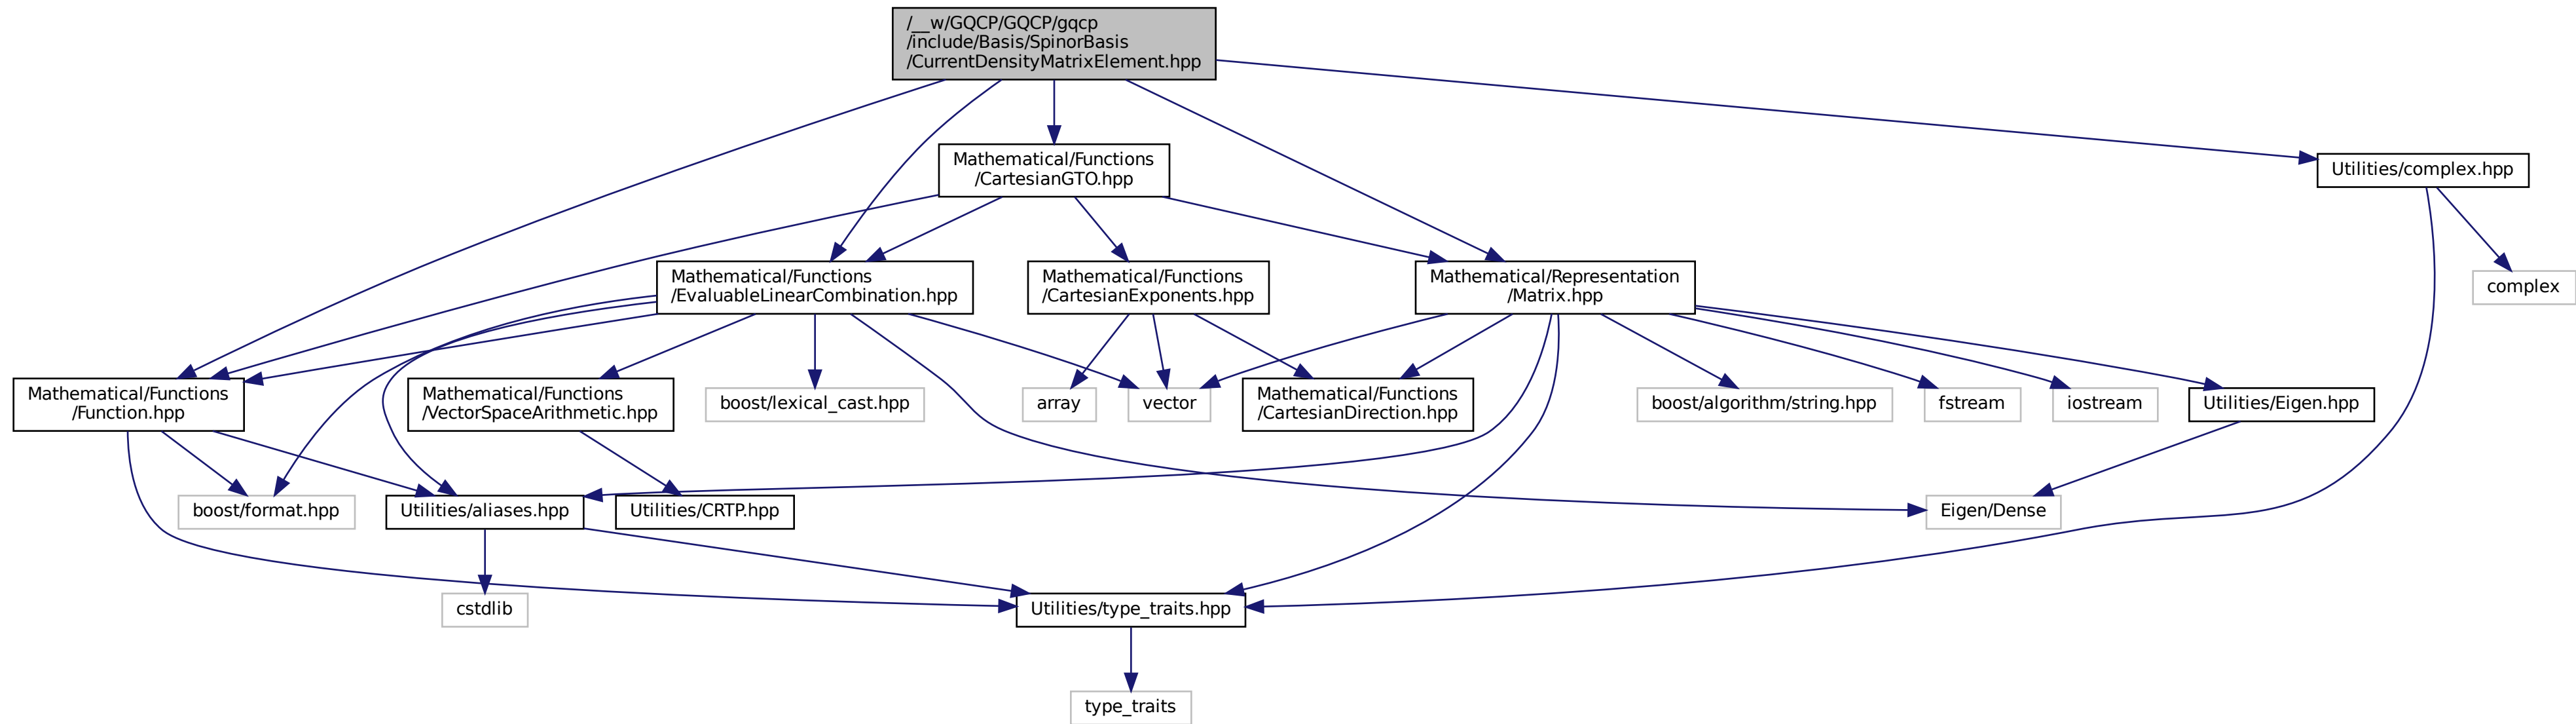 /__w/GQCP/GQCP/gqcp
/include/Basis/SpinorBasis
/CurrentDensityMatrixElement.hpp
Mathematical/Functions
/CartesianGTO.hpp
Utilities/complex.hpp
Mathematical/Functions
/EvaluableLinearCombination.hpp
Mathematical/Functions
/CartesianExponents.hpp
Mathematical/Representation
/Matrix.hpp
complex
Mathematical/Functions
/Function.hpp
Mathematical/Functions
/VectorSpaceArithmetic.hpp
boost/lexical_cast.hpp
array
vector
Mathematical/Functions
/CartesianDirection.hpp
boost/algorithm/string.hpp
fstream
iostream
Utilities/Eigen.hpp
boost/format.hpp
Utilities/aliases.hpp
Utilities/CRTP.hpp
Eigen/Dense
cstdlib
Utilities/type_traits.hpp
type_traits